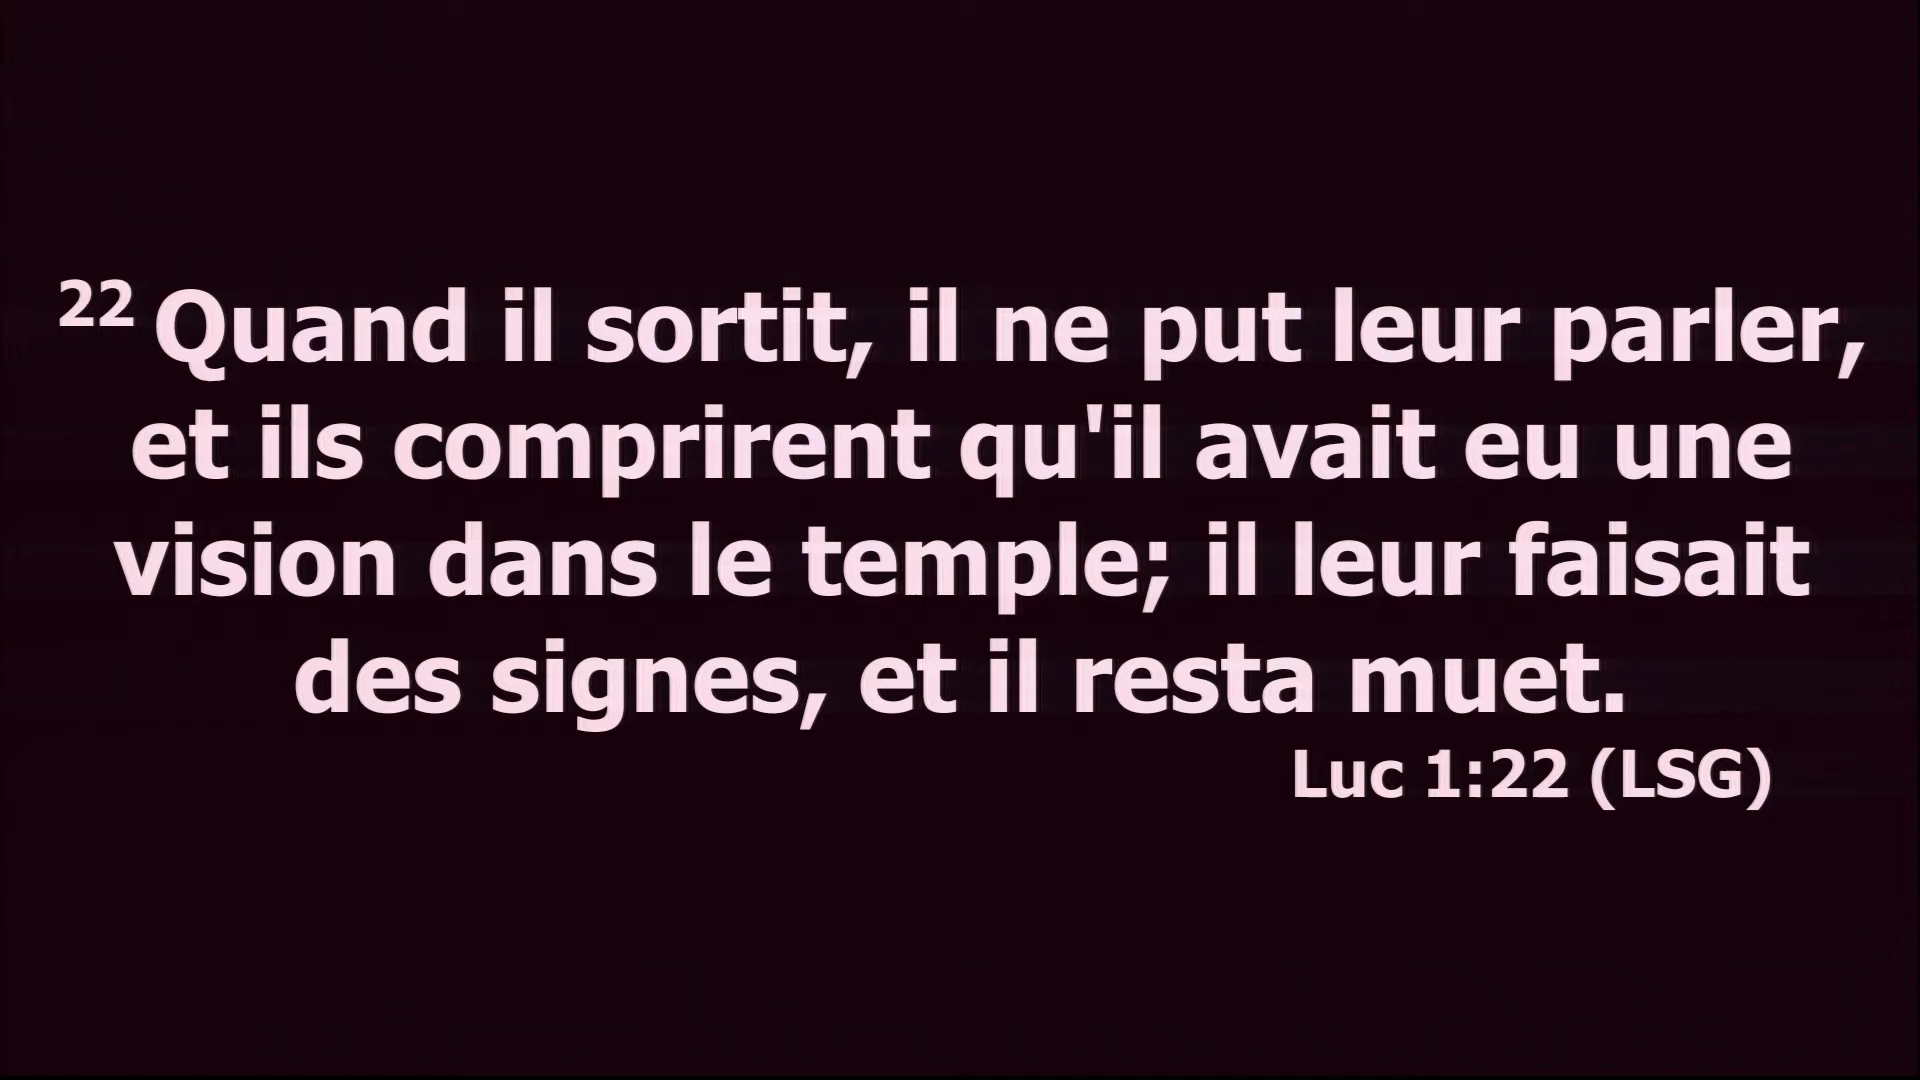 22 Quand il sortit, il ne put leur parler,
et ils comprirent qu'il avait eu une
vision dans le temple; il leur faisait
des signes, et il resta muet.
Luc 1:22 (LSG)